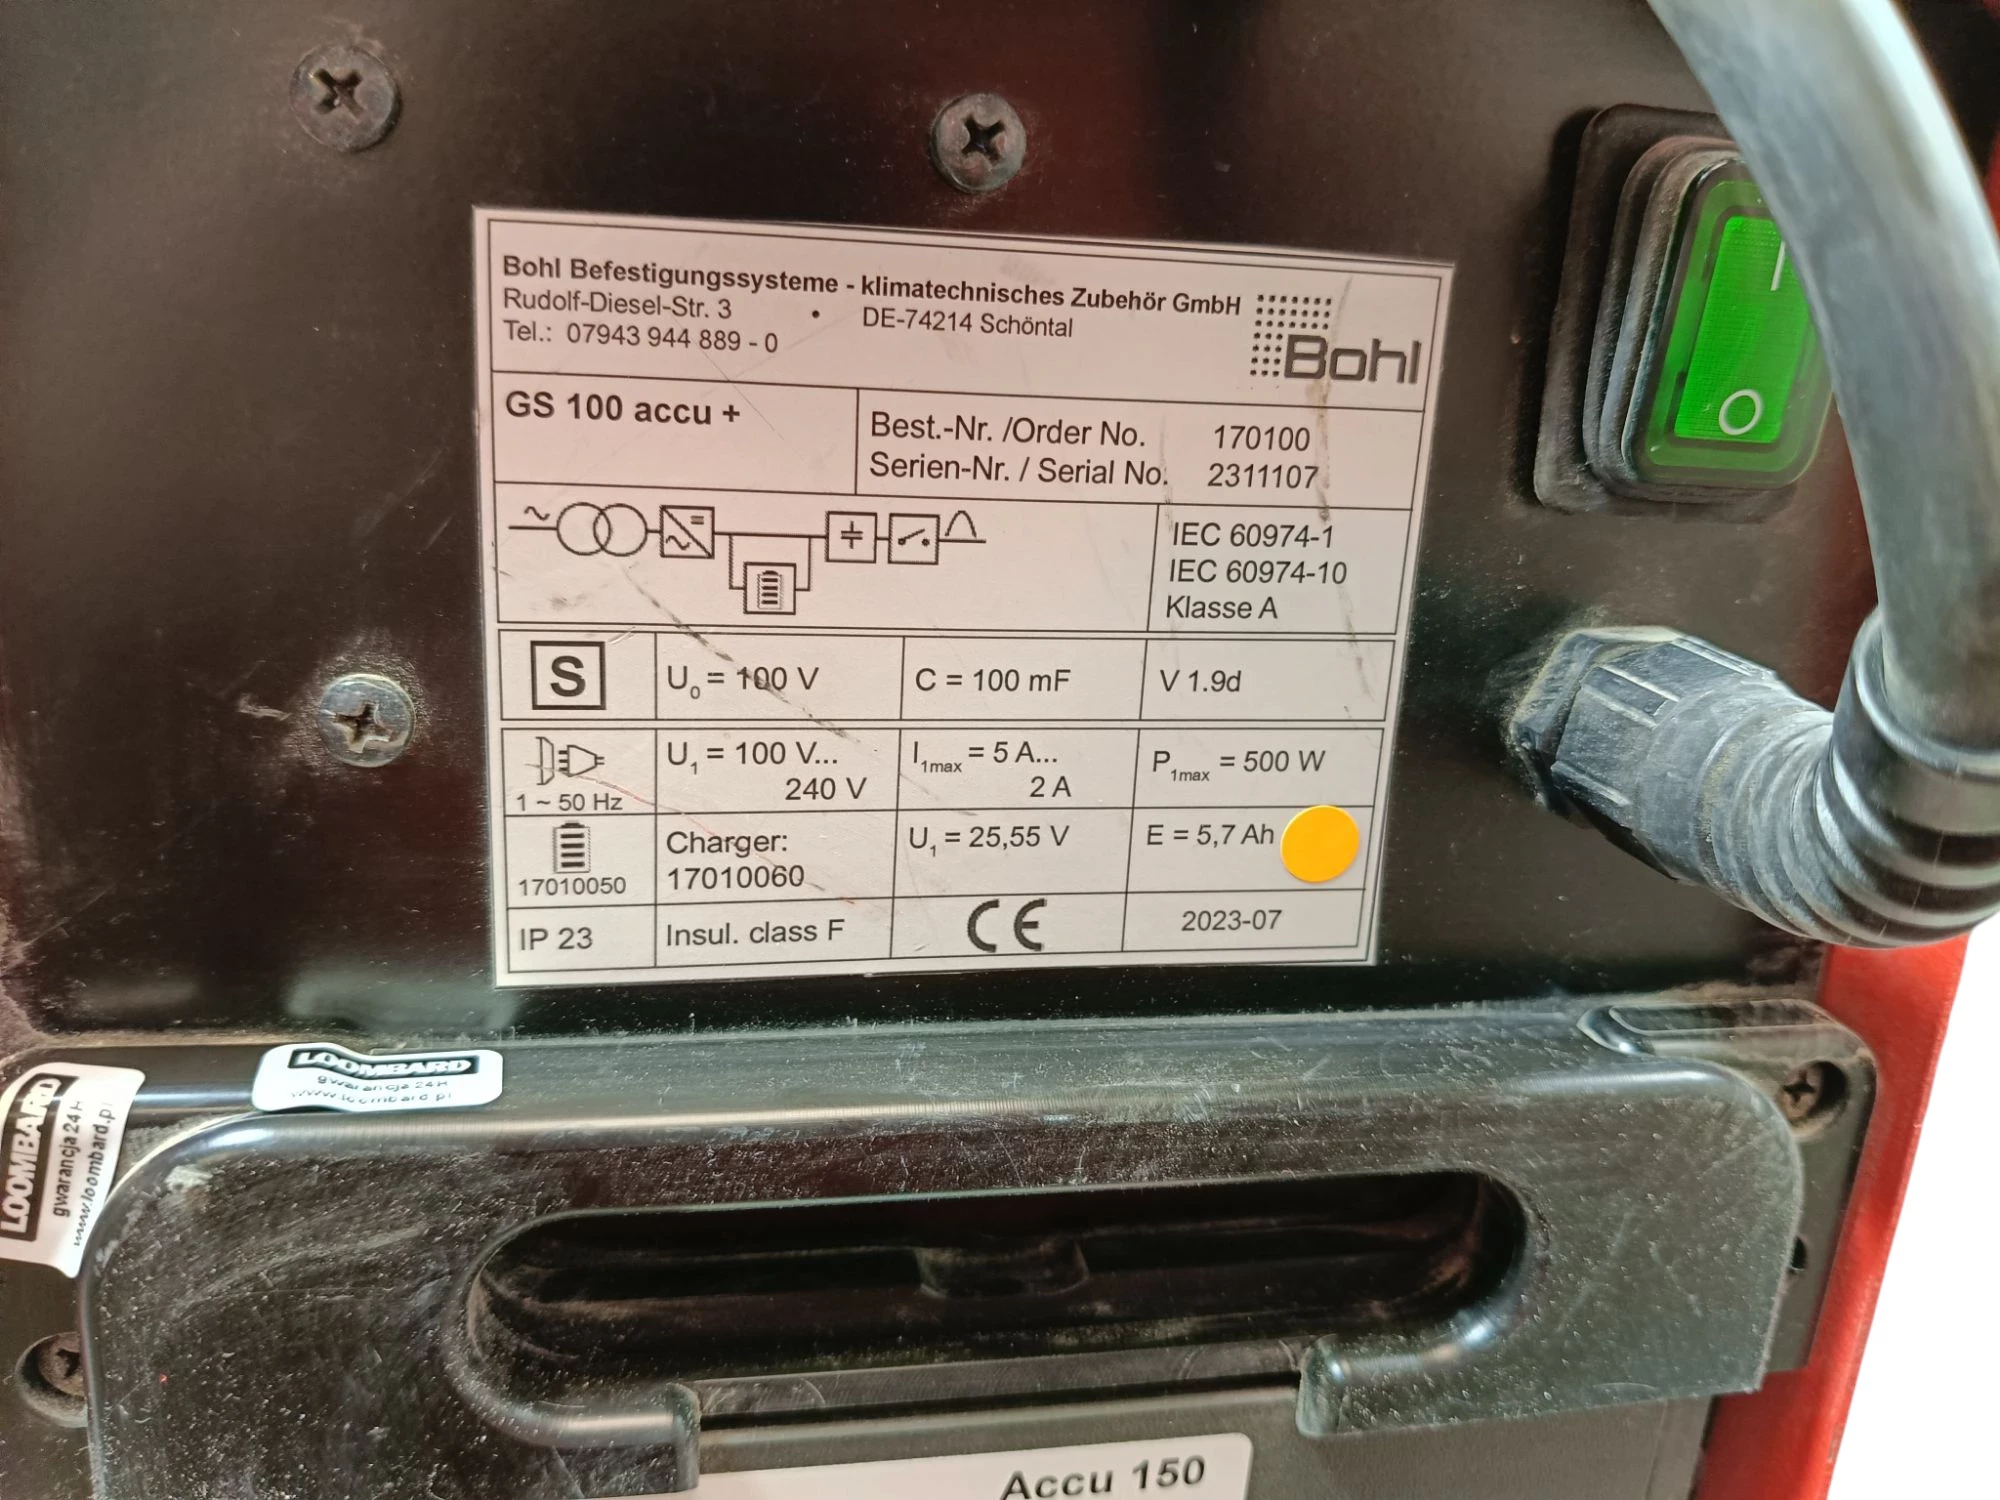 Bohl Befestigungssysteme - klimatechnisches Zubehör GmbH
Rudolf-Diesel-Str. 3 • DE-74214 Schöntal
Tel.: 07943 944 889 - 0
Bohl
GS 100 accu +
Best.-Nr. /Order No. 170100
Serien-Nr. / Serial No. 2311107
IEC 60974-1
IEC 60974-10
Klasse A
S
U₀ = 100 V
C = 100 mF
V 1.9d
1 ~ 50 Hz
U₁ = 100 V...
240 V
I1max = 5 A...
2 A
P1max = 500 W
17010050
Charger:
17010060
U₁ = 25,55 V
E = 5,7 Ah
IP 23
Insul. class F
CE
2023-07
LOOMBARD
gwarancja 24H
www.loombard.pl
LOOMBARD
gwarancja 24H
www.loombard.pl
Accu 150